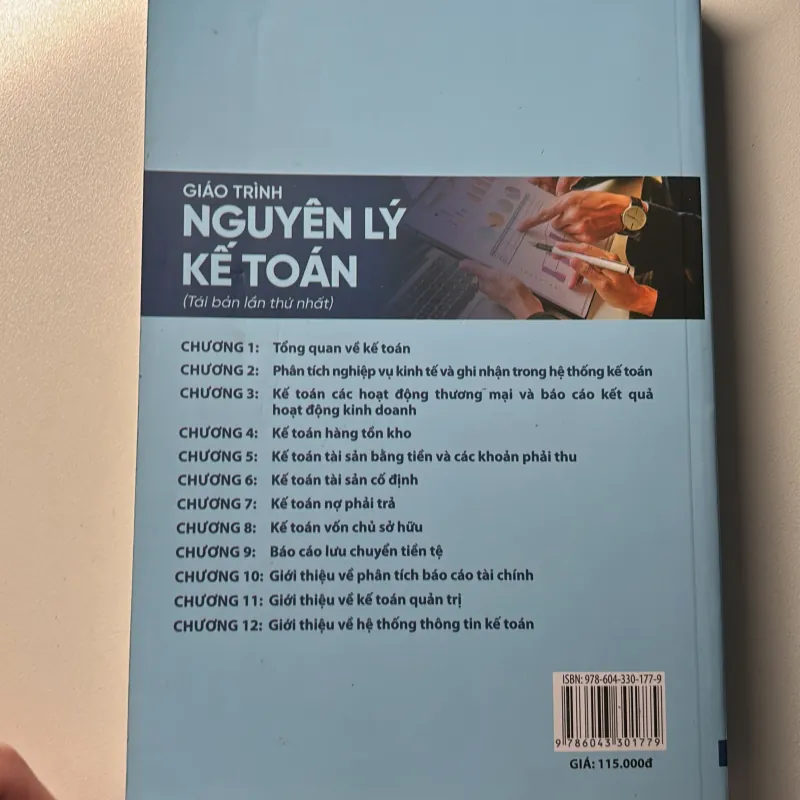 GIÁO TRÌNH
NGUYÊN LÝ
KẾ TOÁN
(Tái bản lần thứ nhất)
CHƯƠNG 1: Tổng quan về kế toán
CHƯƠNG 2: Phân tích nghiệp vụ kinh tế và ghi nhận trong hệ thống kế toán
CHƯƠNG 3: Kế toán các hoạt động thương mại và báo cáo kết quả
hoạt động kinh doanh
CHƯƠNG 4: Kế toán hàng tồn kho
CHƯƠNG 5: Kế toán tài sản bằng tiền và các khoản phải thu
CHƯƠNG 6: Kế toán tài sản cố định
CHƯƠNG 7: Kế toán nợ phải trả
CHƯƠNG 8: Kế toán vốn chủ sở hữu
CHƯƠNG 9: Báo cáo lưu chuyển tiền tệ
CHƯƠNG 10: Giới thiệu về phân tích báo cáo tài chính
CHƯƠNG 11: Giới thiệu về kế toán quản trị
CHƯƠNG 12: Giới thiệu về hệ thống thông tin kế toán
ISBN: 978-604-330-177-9
9 786043 301779
GIÁ: 115.000đ